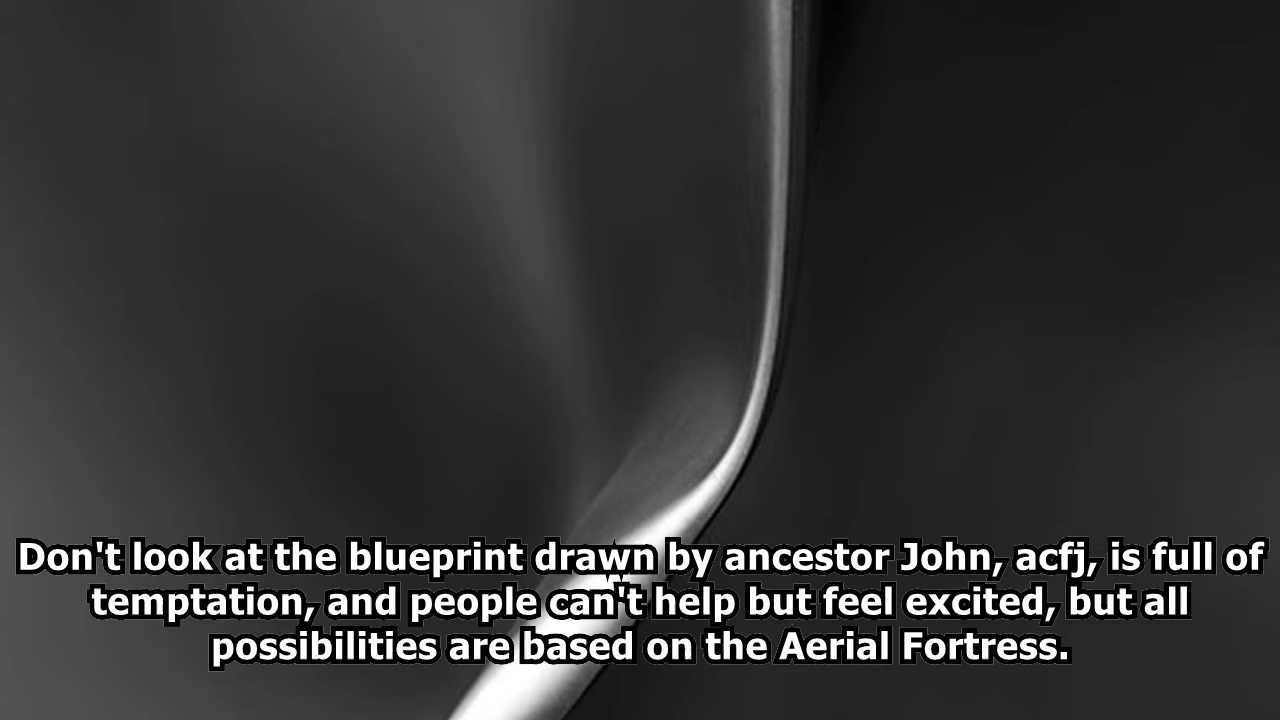 Don't look at the blueprint drawn by ancestor John, acfj, is full of
temptation, and people can't help but feel excited, but all
possibilities are based on the Aerial Fortress.